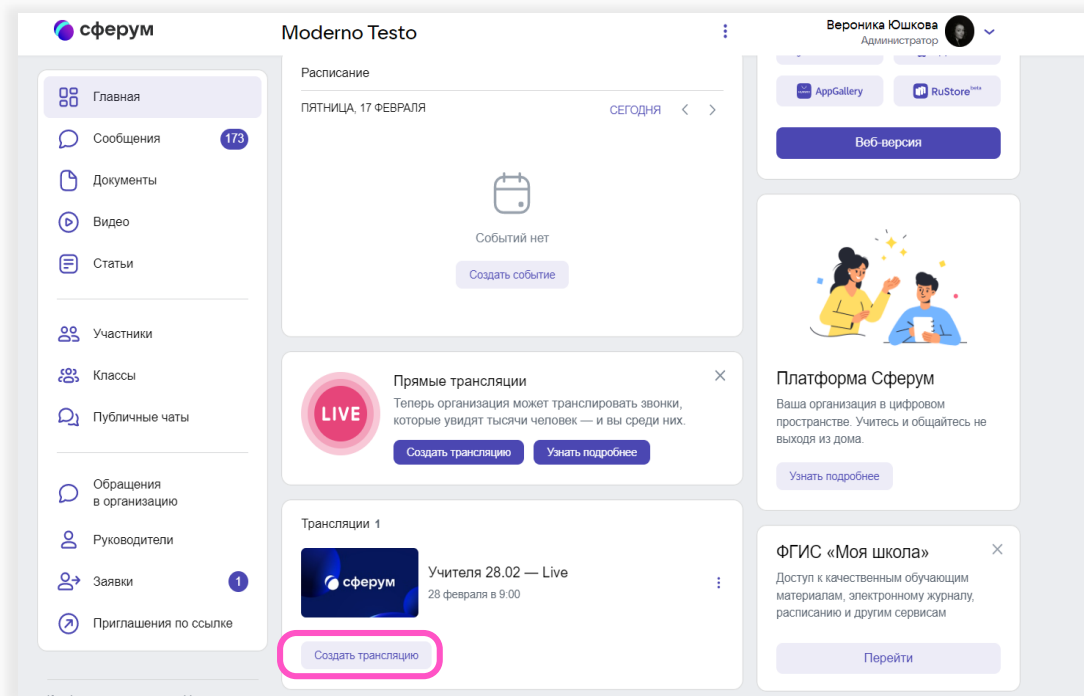 сферум
Moderno Testo
Вероника Юшкова
Администратор
Главная
Сообщения 173
Документы
Видео
Статьи
Участники
Классы
Публичные чаты
Обращения
в организацию
Руководители
Заявки 1
Приглашения по ссылке
Расписание
ПЯТНИЦА, 17 ФЕВРАЛЯ
СЕГОДНЯ
Событий нет
Создать событие
LIVE
Прямые трансляции
Теперь организация может транслировать звонки,
которые увидят тысячи человек — и вы среди них.
Создать трансляцию
Узнать подробнее
Трансляции 1
сферум
Учителя 28.02 — Live
28 февраля в 9:00
Создать трансляцию
AppGallery
RuStore beta
Веб-версия
Платформа Сферум
Ваша организация в цифровом
пространстве. Учитесь и общайтесь не
выходя из дома.
Узнать подробнее
ФГИС «Моя школа»
Доступ к качественным обучающим
материалам, электронному журналу,
расписанию и другим сервисам
Перейти